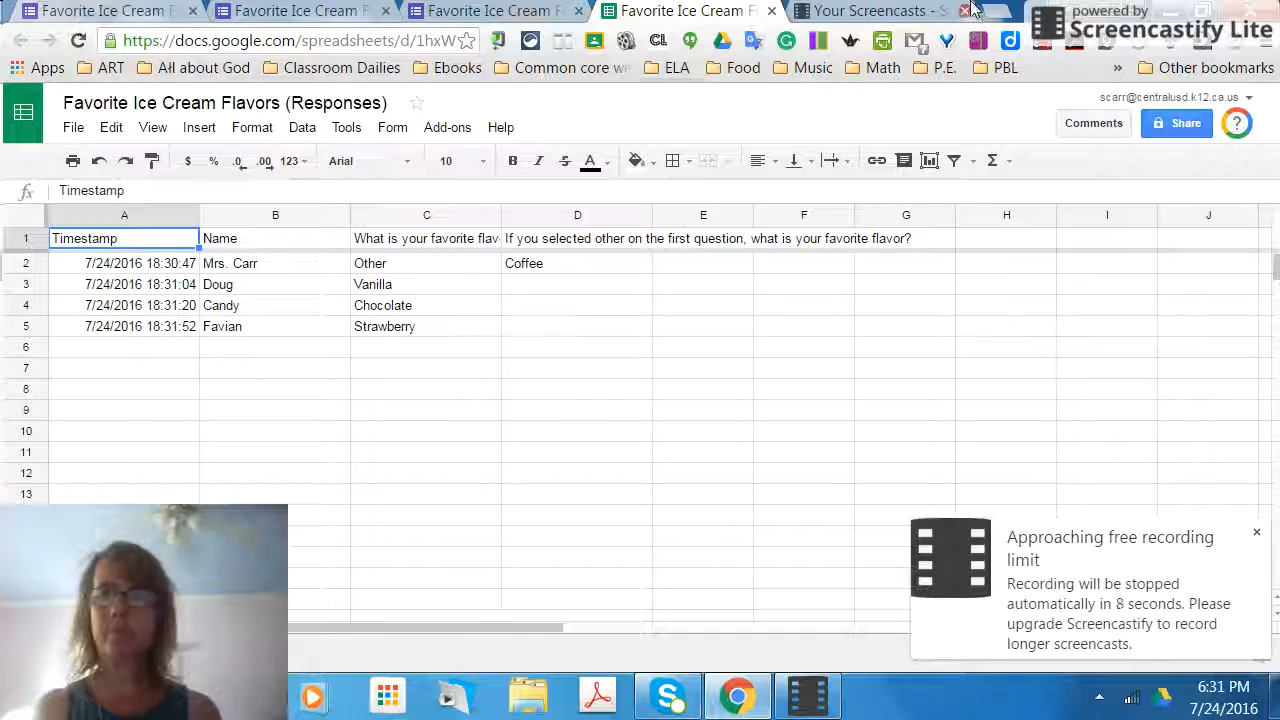 Favorite Ice Cream F
Favorite Ice Cream F
Favorite Ice Cream F
Favorite Ice Cream Fl
Your Screencasts - S
powered by
Screencastify Lite
https://docs.google.com/spr
Apps
ART
All about God
Classroom files
Ebooks
Common core w
ELA
Food
Music
Math
P.E.
PBL
»
Other bookmarks
Favorite Ice Cream Flavors (Responses)
scarr@centralusd.k12.ca.us
File Edit View Insert Format Data Tools Form Add-ons Help
Comments
Share
?
$ % .0 .00 123 Arial 10 B I S A Σ
fx Timestamp
A B C D E F G H I J
1 Timestamp Name What is your favorite flav If you selected other on the first question, what is your favorite flavor?
2 7/24/2016 18:30:47 Mrs. Carr Other Coffee
3 7/24/2016 18:31:04 Doug Vanilla
4 7/24/2016 18:31:20 Candy Chocolate
5 7/24/2016 18:31:52 Favian Strawberry
6
7
8
9
10
11
12
13
Approaching free recording
limit
Recording will be stopped
automatically in 8 seconds. Please
upgrade Screencastify to record
longer screencasts.
6:31 PM
7/24/2016